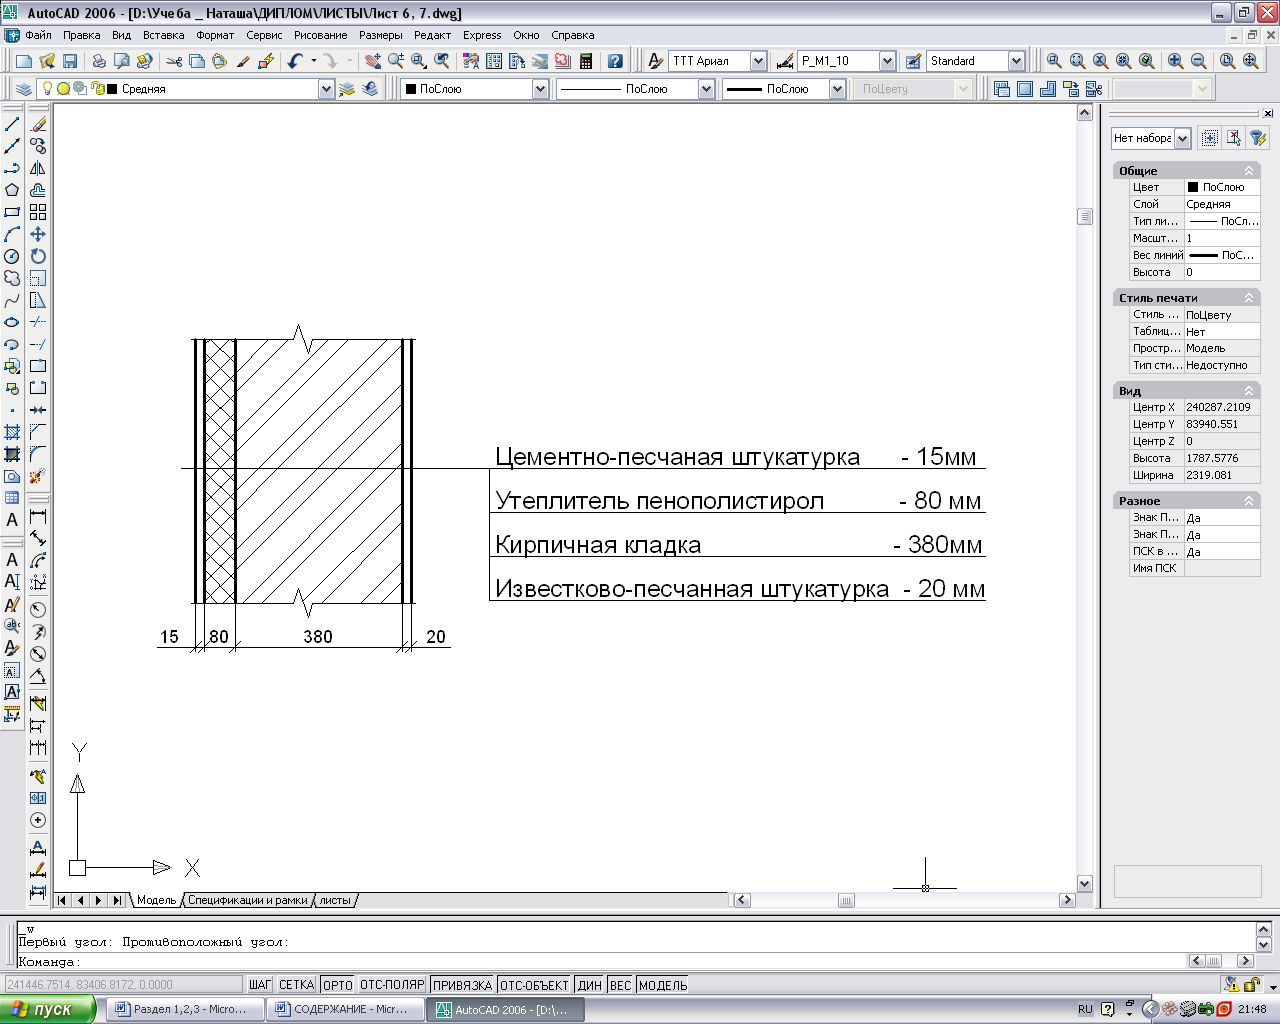 AutoCAD 2006 - [D:\Учеба _ Наташа\ДИПЛОМ\ЛИСТЫ\Лист 6, 7.dwg]
Файл Правка Вид Вставка Формат Сервис Рисование Размеры Редакт Express Окно Справка
ТТТ Ариал P_M1_10 Standard
Средняя ПоСлою ПоСлою ПоСлою ПоЦвету
Нет набора
Общие
Цвет ПоСлою
Слой Средняя
Тип ли... ПоСл...
Масшт... 1
Вес линий ПоС...
Высота 0
Стиль печати
Стиль ... ПоЦвету
Таблиц... Нет
Простр... Модель
Тип сти... Недоступно
Вид
Центр X 240287.2109
Центр Y 83940.551
Центр Z 0
Высота 1787.5776
Ширина 2319.081
Разное
Знак П... Да
Знак П... Да
ПСК в ... Да
Имя ПСК
Цементно-песчаная штукатурка - 15мм
Утеплитель пенополистирол - 80 мм
Кирпичная кладка - 380мм
Известково-песчанная штукатурка - 20 мм
15 80 380 20
Y
X
Модель Спецификации и рамки листы
_w
Первый угол: Противоположный угол:
Команда:
241446.7514, 83406.8172, 0.0000 ШАГ СЕТКА ОРТО ОТС-ПОЛЯР ПРИВЯЗКА ОТС-ОБЪЕКТ ДИН ВЕС МОДЕЛЬ
пуск Раздел 1,2,3 - Micro... СОДЕРЖАНИЕ - Micr... AutoCAD 2006 - [D:\... RU 21:48